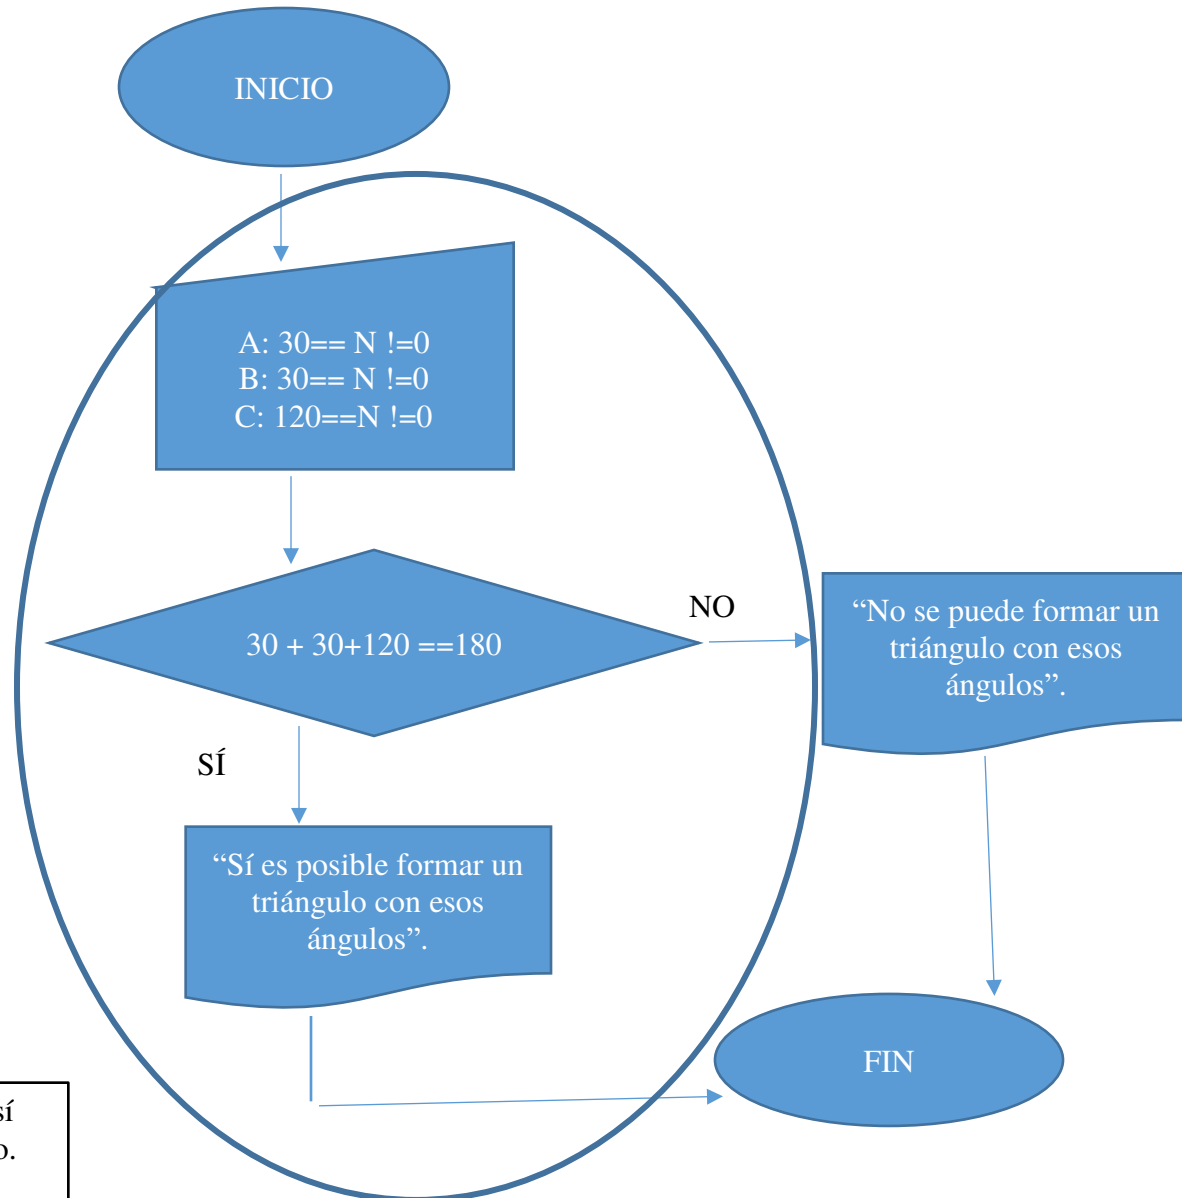 INICIO
A: 30== N !=0
B: 30== N !=0
C: 120==N !=0
30 + 30+120 ==180
NO
“No se puede formar un
triángulo con esos
ángulos”.
SÍ
“Sí es posible formar un
triángulo con esos
ángulos”.
FIN
sí